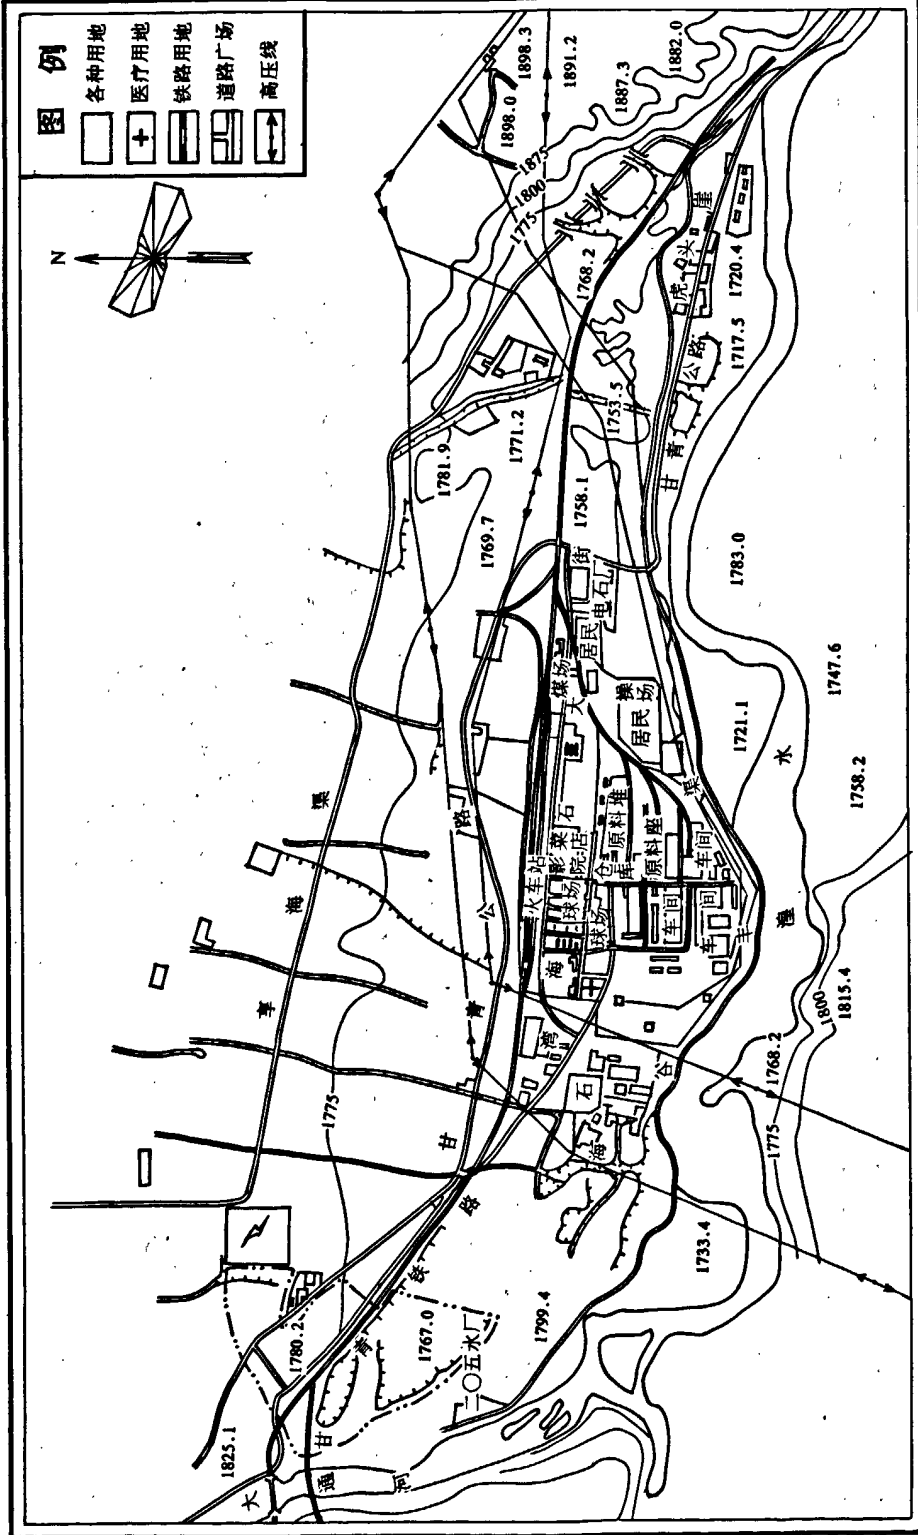 图 例
各种用地
医疗用地
铁路用地
道路广场
高压线
N
1898.3
1898.0
1891.2
1887.3
1882.0
1875
1800
1775
1768.2
虎头崖
1720.4
1717.5
甘青公路
1753.5
1771.2
1781.9
1769.7
1758.1
1783.0
1747.6
1721.1
1758.2
湟水
街
居民
电石
煤场
大
操场
居民
享海渠
甘青公路
火车站
石
影院
菜店
球场
球场
仓库
原料堆
原料座
车间
车间
车间
海
谷丰渠
1815.4
1800
1768.2
1775
1775
海石湾
1733.4
1799.4
1767.0
二〇五水厂
1780.2
1825.1
甘青铁路
大通河